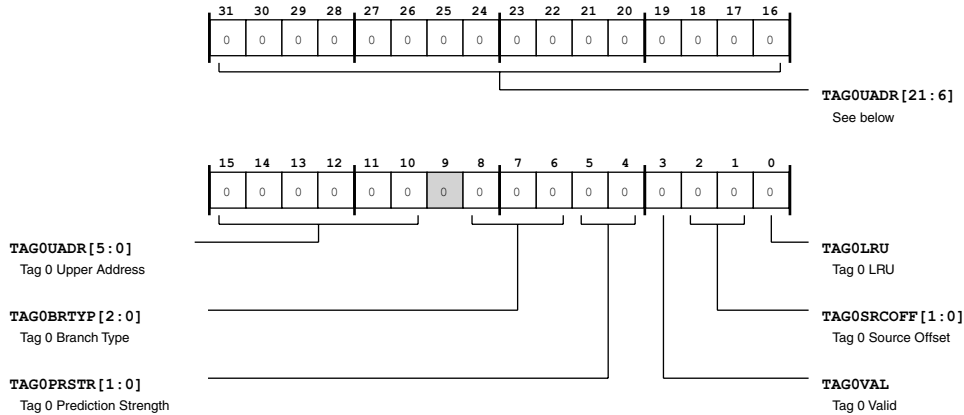 31 30 29 28 27 26 25 24 23 22 21 20 19 18 17 16
0 0 0 0 0 0 0 0 0 0 0 0 0 0 0 0
TAG0UADR[21:6]
See below
15 14 13 12 11 10 9 8 7 6 5 4 3 2 1 0
0 0 0 0 0 0 0 0 0 0 0 0 0 0 0 0
TAG0UADR[5:0]
Tag 0 Upper Address
TAG0LRU
Tag 0 LRU
TAG0BRTYP[2:0]
Tag 0 Branch Type
TAG0SRCOFF[1:0]
Tag 0 Source Offset
TAG0PRSTR[1:0]
Tag 0 Prediction Strength
TAG0VAL
Tag 0 Valid